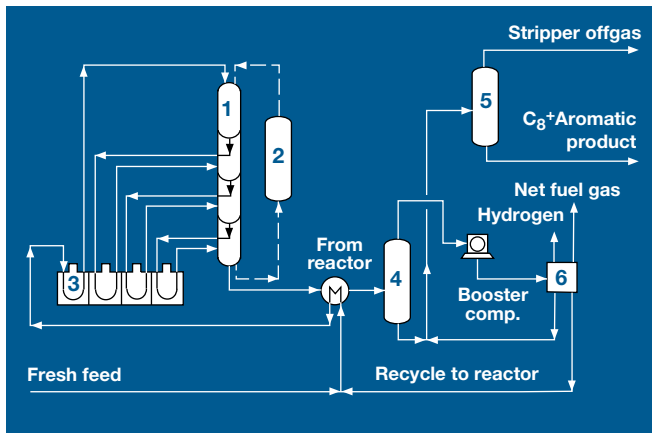 Stripper offgas
1
5
C₈⁺Aromatic
product
2
Net fuel gas
Hydrogen
From
reactor
3
4
6
Booster
comp.
Fresh feed
Recycle to reactor